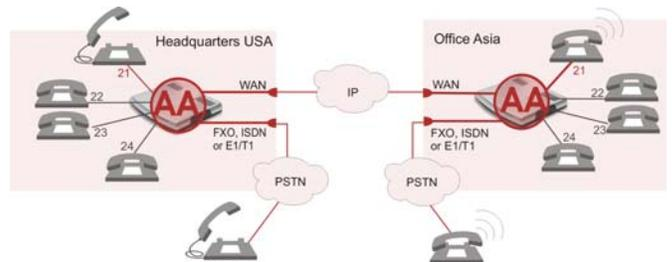 Headquarters USA
21
22
23
24
AA
WAN
FXO, ISDN
or E1/T1
PSTN
IP
Office Asia
WAN
FXO, ISDN
or E1/T1
PSTN
AA
21
22
23
24